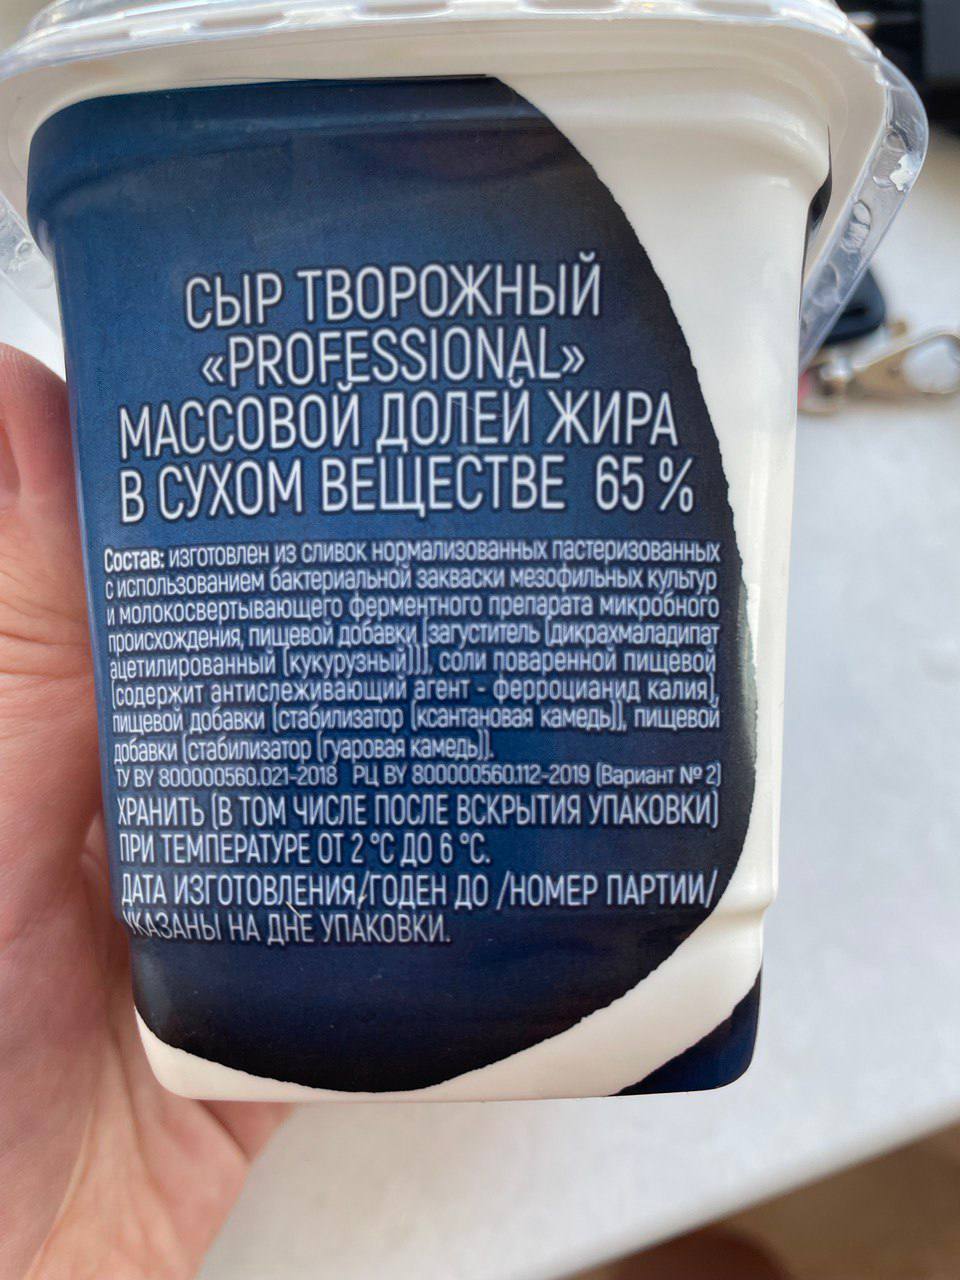 СЫР ТВОРОЖНЫЙ
«PROFESSIONAL»
МАССОВОЙ ДОЛЕЙ ЖИРА
В СУХОМ ВЕЩЕСТВЕ 65 %
Состав: изготовлен из сливок нормализованных пастеризованных
с использованием бактериальной закваски мезофильных культур
и молокосвертывающего ферментного препарата микробного
происхождения, пищевой добавки (загуститель (дикрахмаладипат
ацетилированный (кукурузный))), соли поваренной пищевой
(содержит антислеживающий агент - ферроцианид калия),
пищевой добавки (стабилизатор (ксантановая камедь)), пищевой
добавки (стабилизатор (гуаровая камедь)).
ТУ BY 800000560.021-2018 РЦ BY 800000560.112-2019 (Вариант № 2)
ХРАНИТЬ (В ТОМ ЧИСЛЕ ПОСЛЕ ВСКРЫТИЯ УПАКОВКИ)
ПРИ ТЕМПЕРАТУРЕ ОТ 2 °С ДО 6 °С.
ДАТА ИЗГОТОВЛЕНИЯ/ГОДЕН ДО /НОМЕР ПАРТИИ/
УКАЗАНЫ НА ДНЕ УПАКОВКИ.